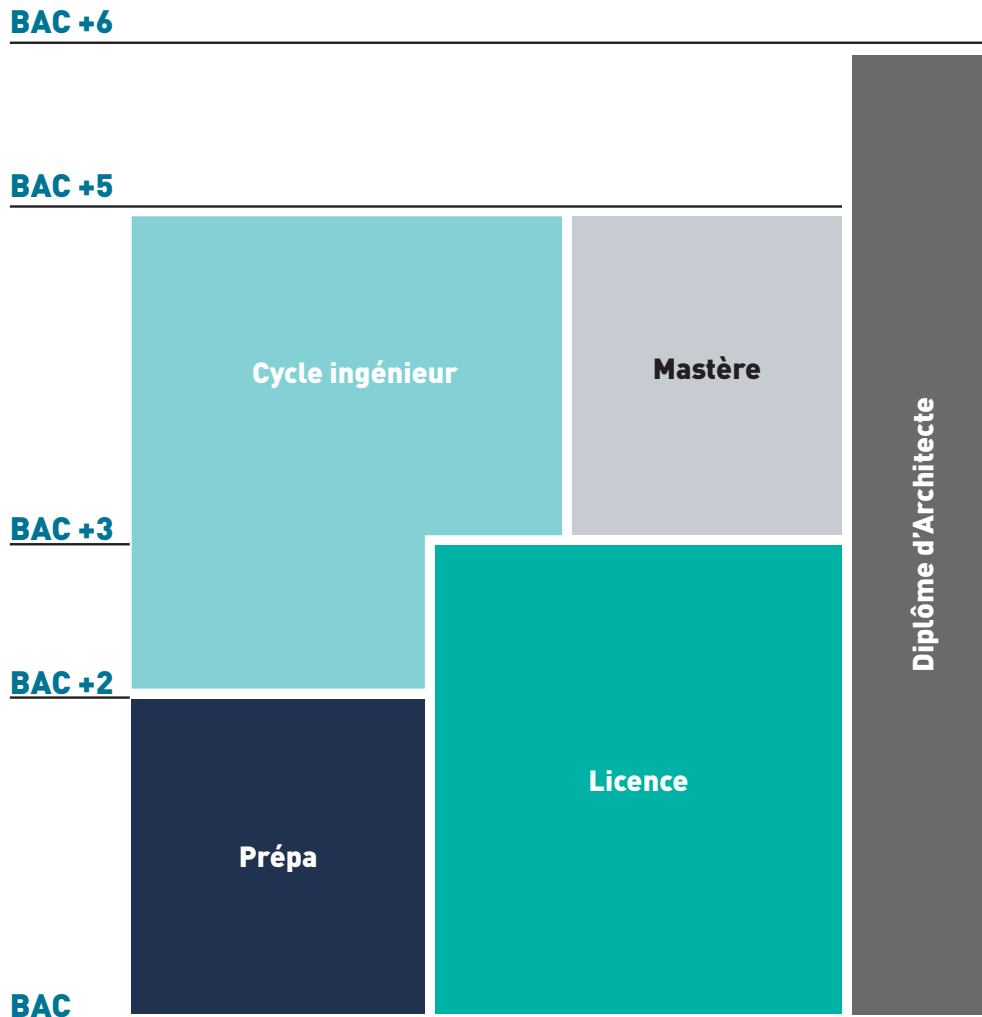 BAC +6
BAC +5
Cycle ingénieur
Mastère
Diplôme d'Architecte
BAC +3
BAC +2
Licence
Prépa
BAC